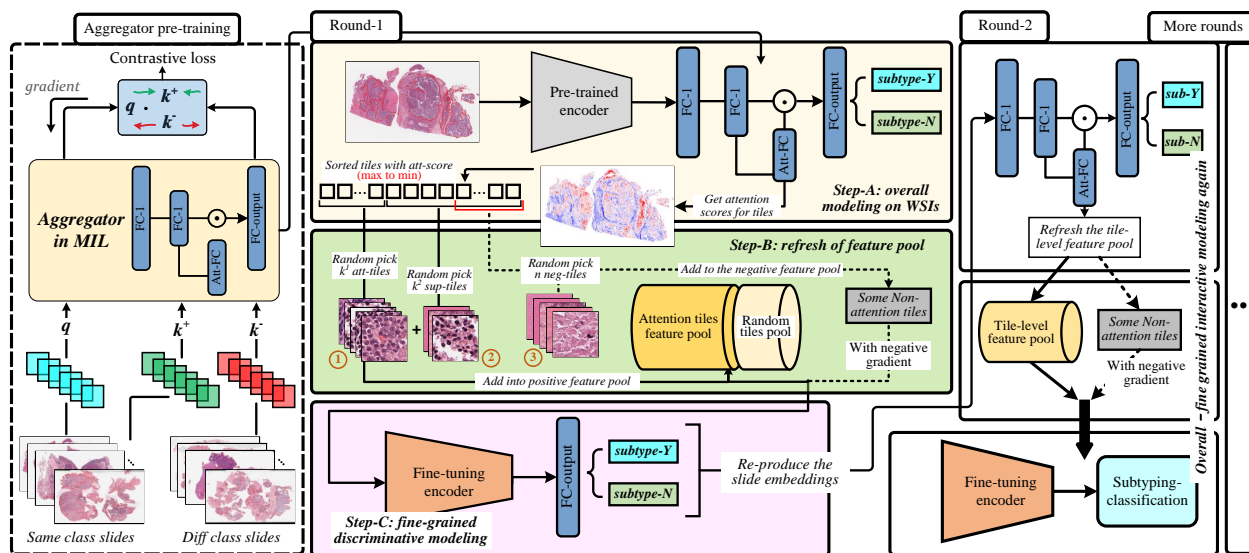 Aggregator pre-training
Contrastive loss
gradient
q · k+
k-
Aggregator
in MIL
FC-1
FC-1
Att-FC
FC-output
q
k+
k-
Same class slides
Diff class slides
Round-1
Pre-trained
encoder
FC-1
FC-1
Att-FC
FC-output
subtype-Y
subtype-N
Sorted tiles with att-score
(max to min)
Get attention
scores for tiles
Step-A: overall
modeling on WSIs
Step-B: refresh of feature pool
Random pick
k1 att-tiles
Random pick
k2 sup-tiles
Random pick
n neg-tiles
Add to the negative feature pool
+
1
2
3
Attention tiles
feature pool
Random
tiles pool
Some Non-
attention tiles
With negative
gradient
Add into positive feature pool
Fine-tuning
encoder
FC-output
subtype-Y
subtype-N
Step-C: fine-grained
discriminative modeling
Re-produce the
slide embeddings
Round-2
More rounds
FC-1
FC-1
Att-FC
FC-output
sub-Y
sub-N
Refresh the tile-
level feature pool
Tile-level
feature pool
Some Non-
attention tiles
With negative
gradient
Fine-tuning
encoder
Subtyping-
classification
Overall - fine grained interactive modeling again